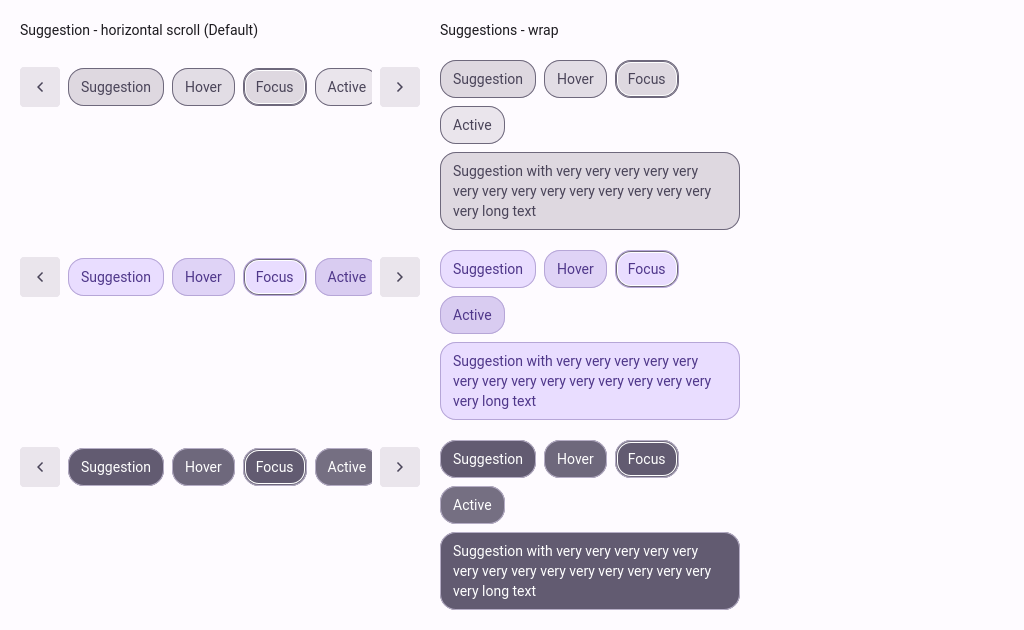 Suggestion - horizontal scroll (Default)
Suggestions - wrap
Suggestion Hover Focus Active
Suggestion Hover Focus
Active
Suggestion with very very very very very
very very very very very very very very very
very long text
Suggestion Hover Focus Active
Suggestion Hover Focus
Active
Suggestion with very very very very very
very very very very very very very very very
very long text
Suggestion Hover Focus Active
Suggestion Hover Focus
Active
Suggestion with very very very very very
very very very very very very very very very
very long text